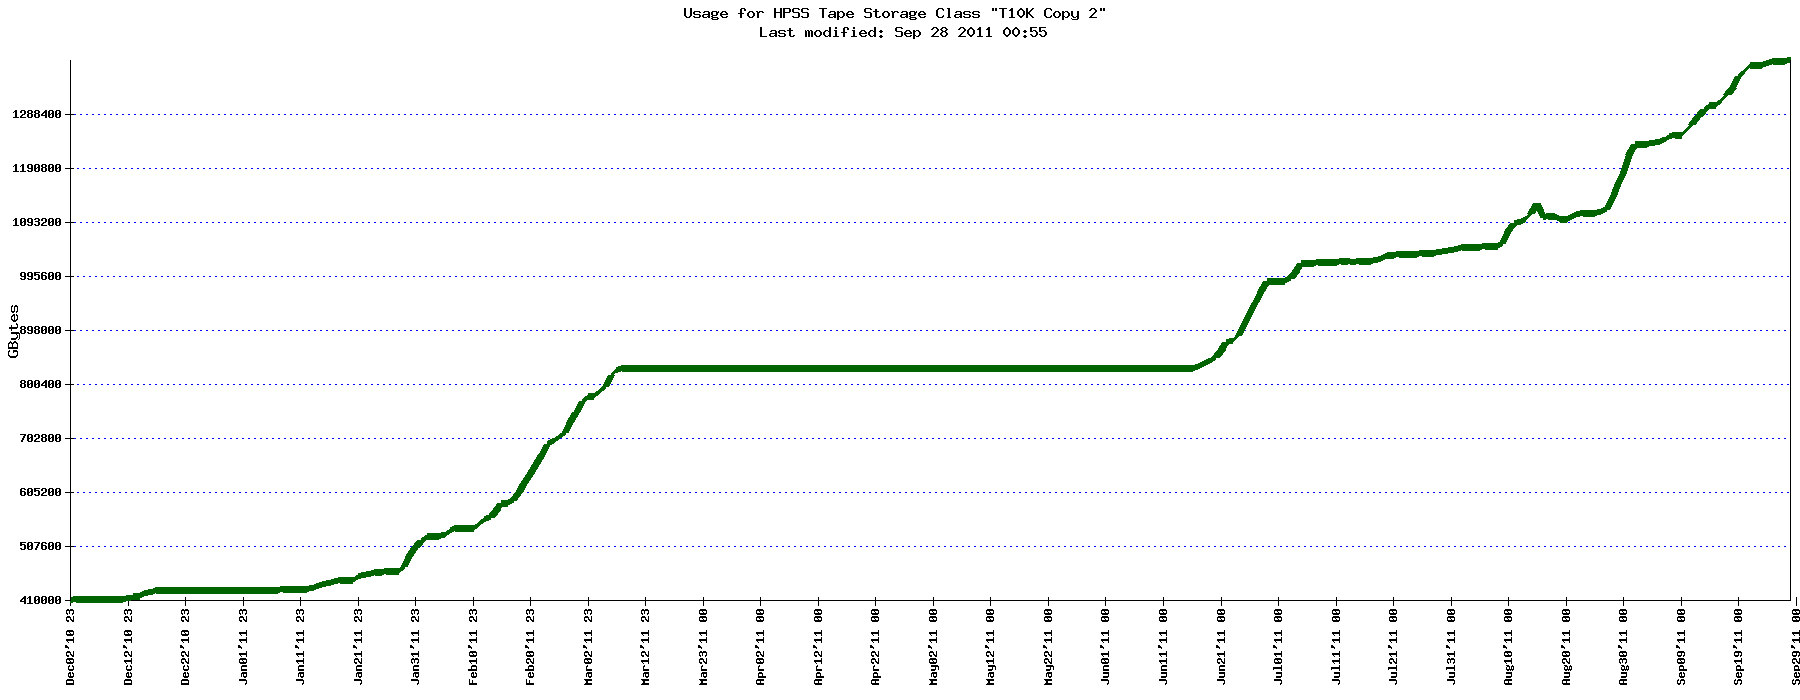 Usage for HPSS Tape Storage Class "T10K Copy 2"
Last modified: Sep 28 2011 00:55
GBytes
1288400
1190800
1093200
995600
898000
800400
702800
605200
507600
410000
Dec02'10 23
Dec12'10 23
Dec22'10 23
Jan01'11 23
Jan11'11 23
Jan21'11 23
Jan31'11 23
Feb10'11 23
Feb20'11 23
Mar02'11 23
Mar12'11 23
Mar23'11 00
Apr02'11 00
Apr12'11 00
Apr22'11 00
May02'11 00
May12'11 00
May22'11 00
Jun01'11 00
Jun11'11 00
Jun21'11 00
Jul01'11 00
Jul11'11 00
Jul21'11 00
Jul31'11 00
Aug10'11 00
Aug20'11 00
Aug30'11 00
Sep09'11 00
Sep19'11 00
Sep29'11 00